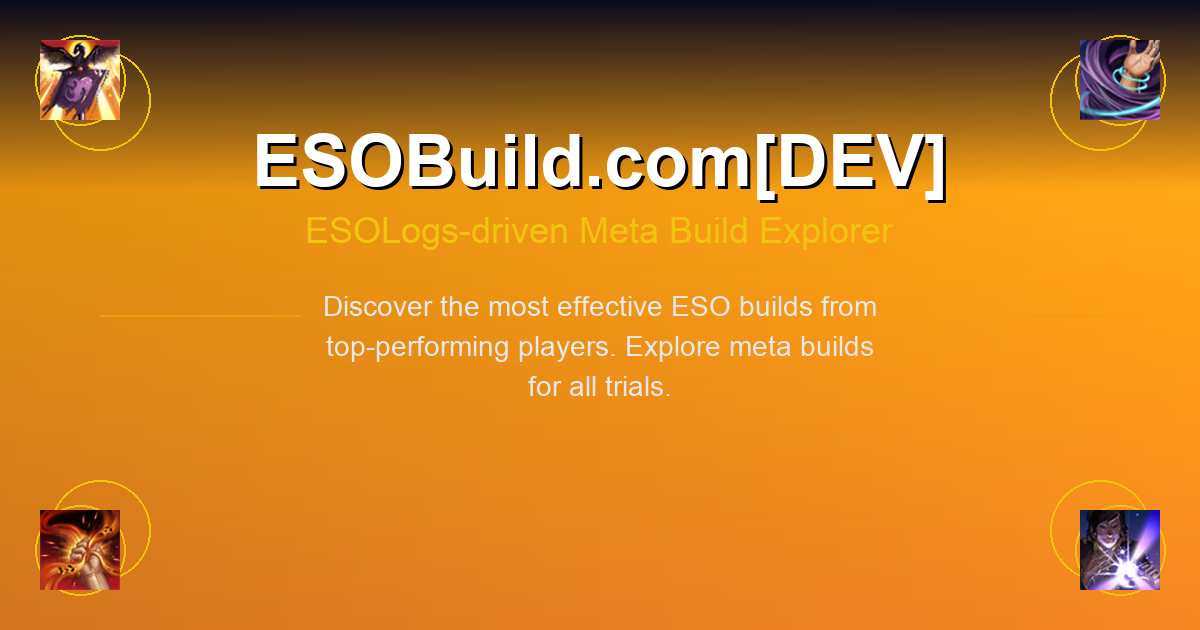 ESOBuild.com[DEV]
ESOLogs-driven Meta Build Explorer
Discover the most effective ESO builds from
top-performing players. Explore meta builds
for all trials.